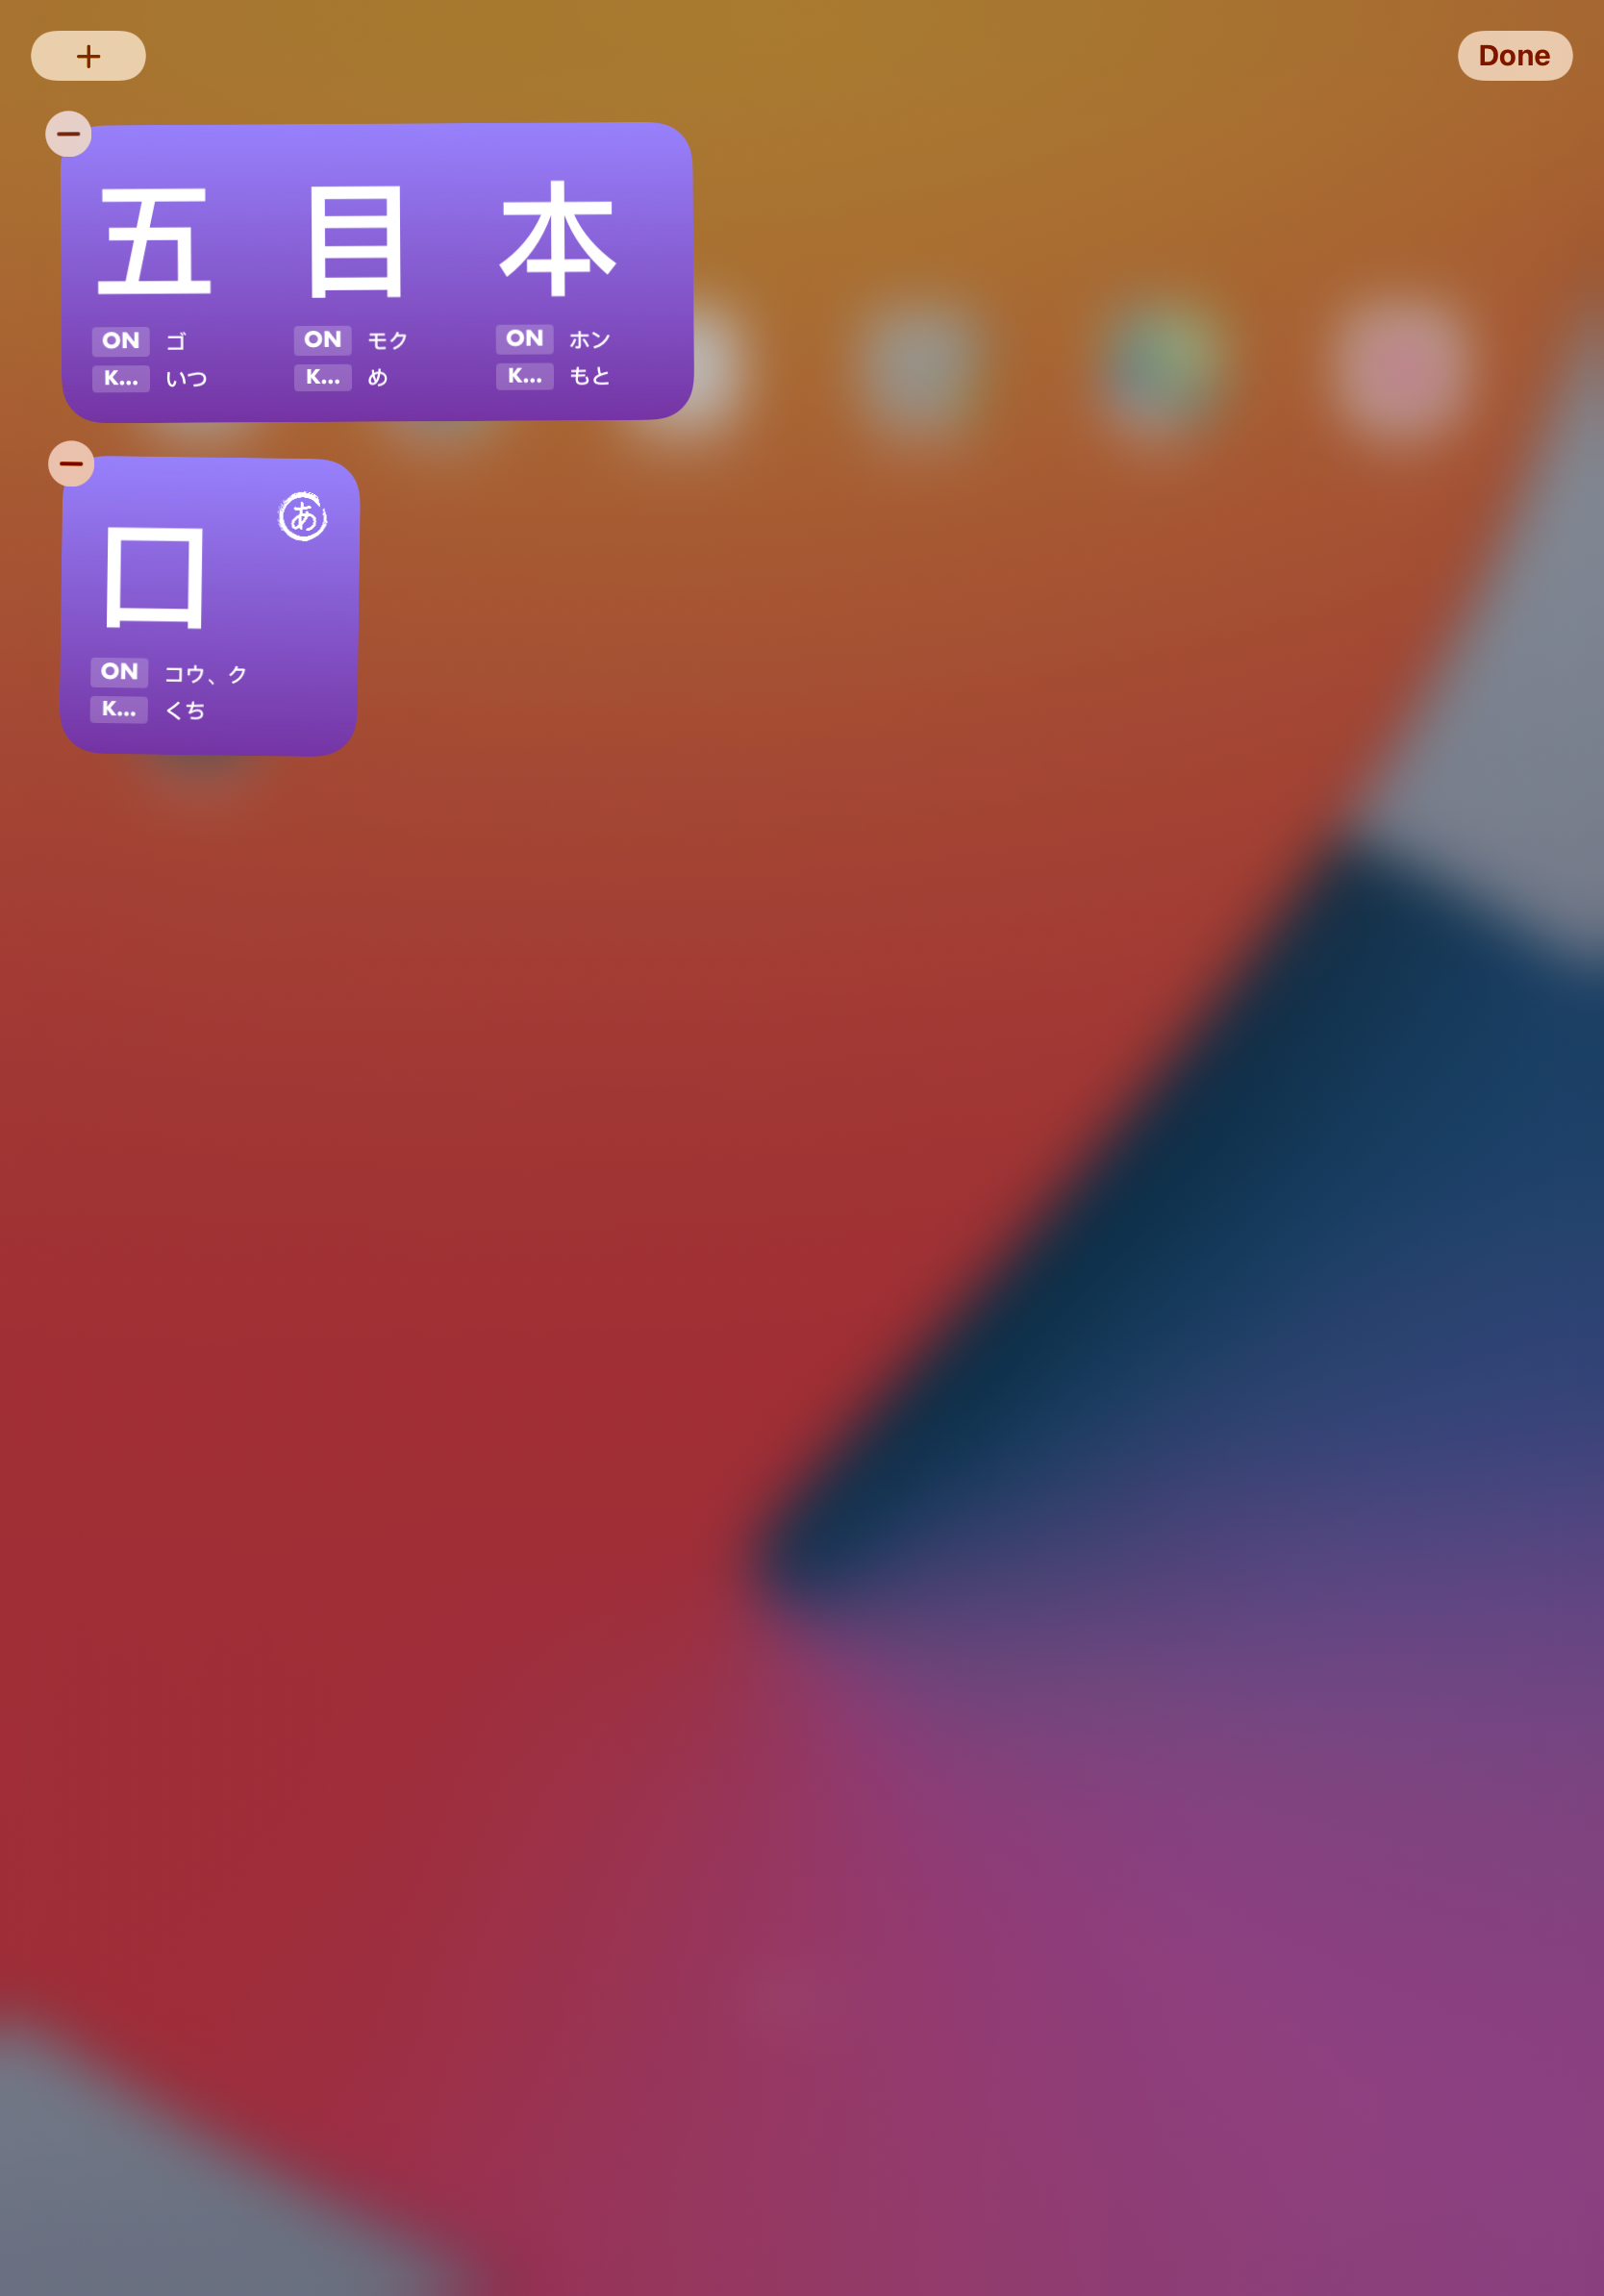 +
Done
五 目 本
ON ゴ ON モク ON ホン
K... いつ K... め K... もと
あ
口
ON コウ、ク
K... くち